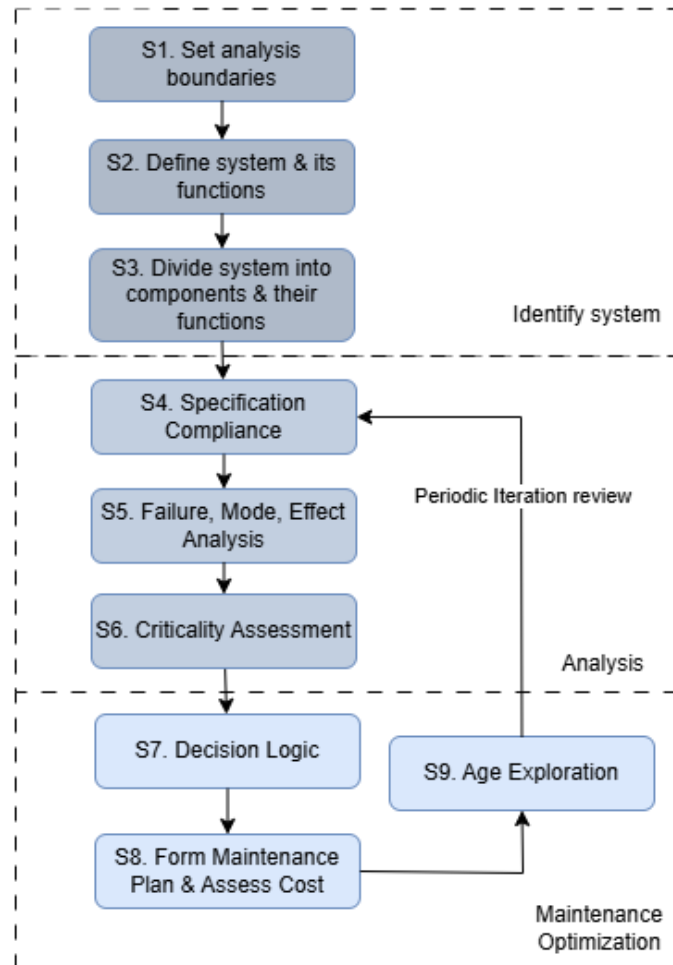 S1. Set analysis
boundaries
S2. Define system & its
functions
S3. Divide system into
components & their
functions
Identify system
S4. Specification
Compliance
Periodic Iteration review
S5. Failure, Mode, Effect
Analysis
S6. Criticality Assessment
Analysis
S7. Decision Logic
S9. Age Exploration
S8. Form Maintenance
Plan & Assess Cost
Maintenance
Optimization